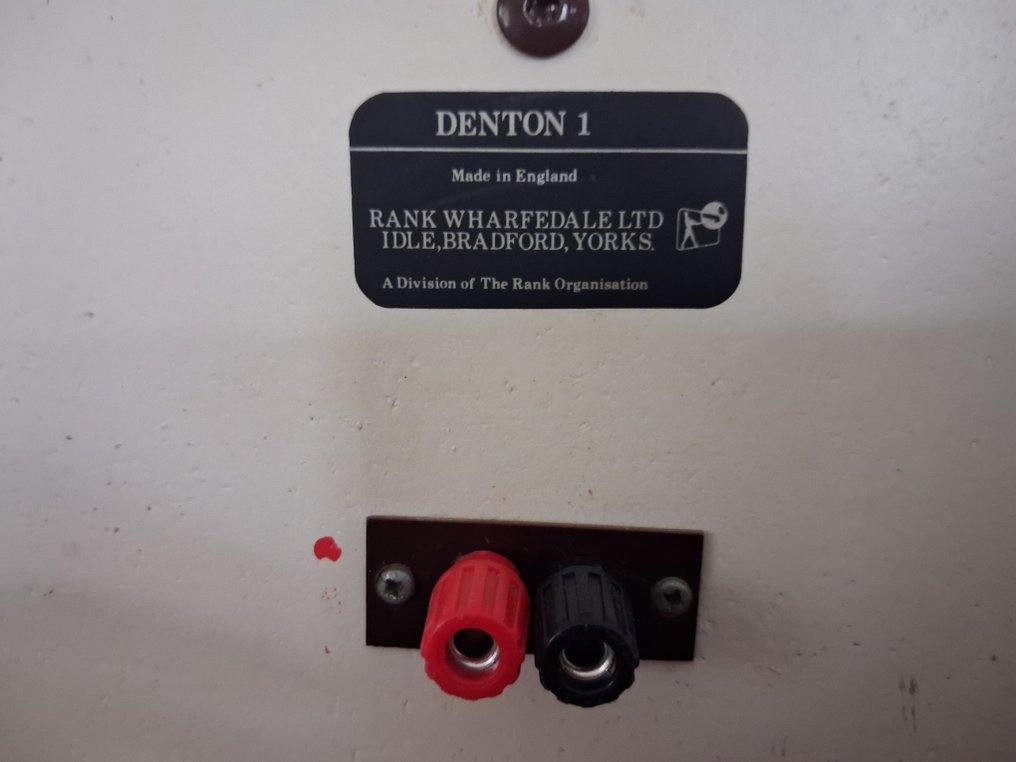 DENTON 1
Made in England
RANK WHARFEDALE LTD
IDLE, BRADFORD, YORKS.
A Division of The Rank Organisation